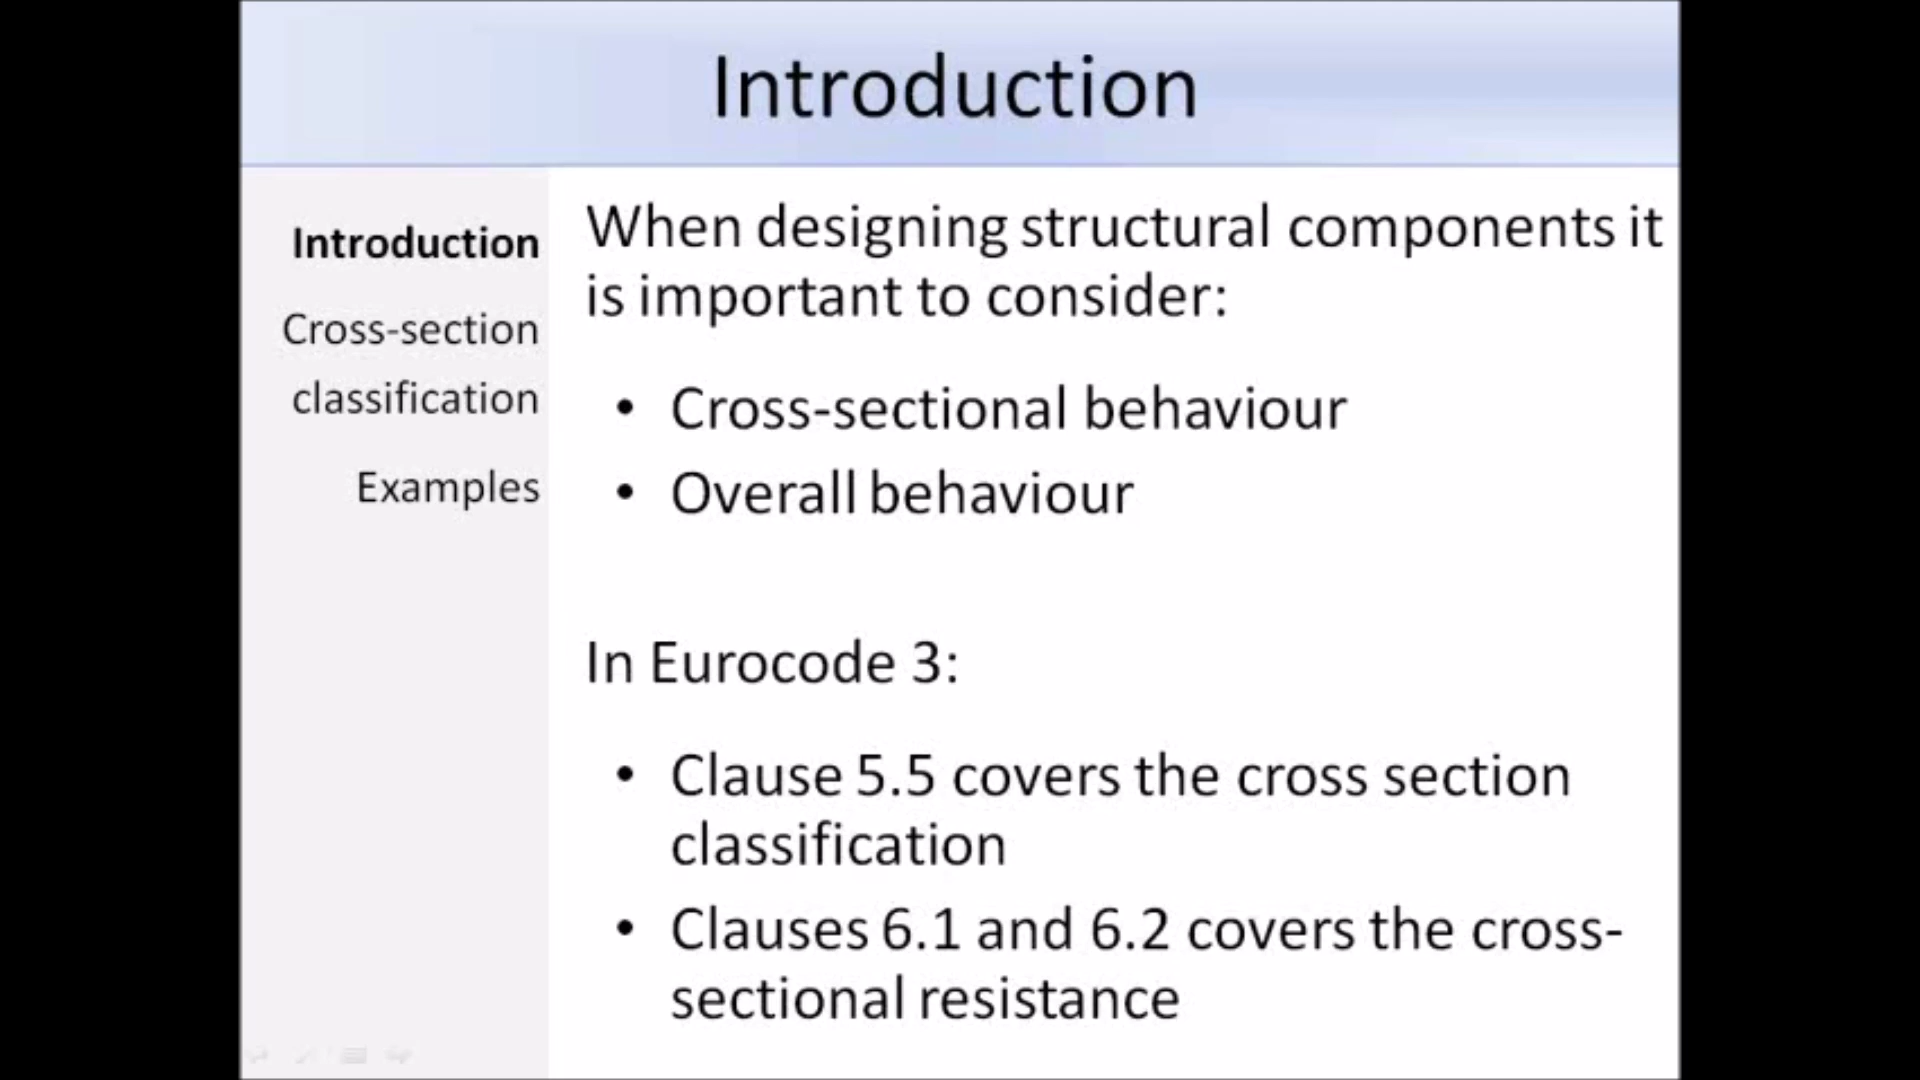 Introduction
Introduction
Cross-section
classification
Examples
When designing structural components it
is important to consider:
• Cross-sectional behaviour
• Overall behaviour
In Eurocode 3:
• Clause 5.5 covers the cross section
classification
• Clauses 6.1 and 6.2 covers the cross-
sectional resistance